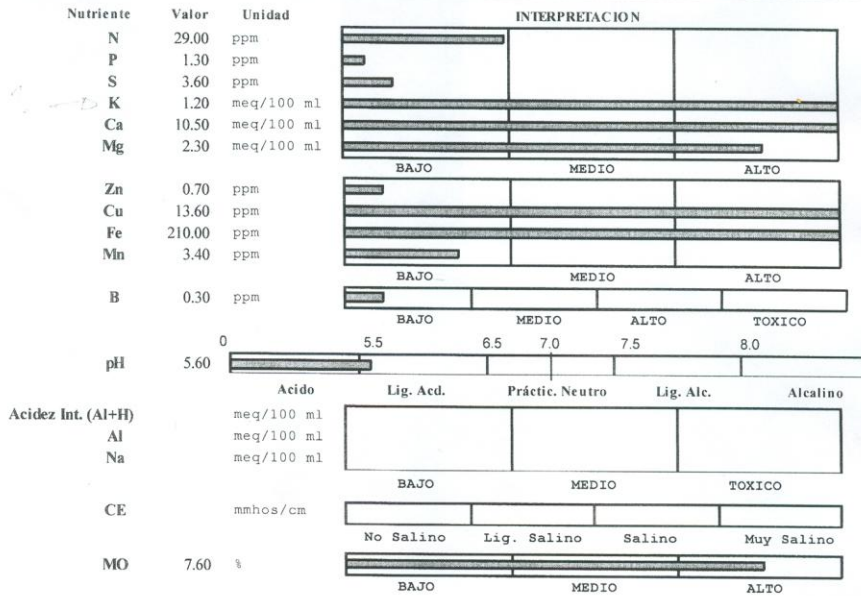 Nutriente Valor Unidad INTERPRETACION
N 29.00 ppm
P 1.30 ppm
S 3.60 ppm
K 1.20 meq/100 ml
Ca 10.50 meq/100 ml
Mg 2.30 meq/100 ml
BAJO MEDIO ALTO
Zn 0.70 ppm
Cu 13.60 ppm
Fe 210.00 ppm
Mn 3.40 ppm
BAJO MEDIO ALTO
B 0.30 ppm
BAJO MEDIO ALTO TOXICO
0 5.5 6.5 7.0 7.5 8.0
pH 5.60
Acido Lig. Acd. Práctic. Neutro Lig. Alc. Alcalino
Acidez Int. (Al+H) meq/100 ml
Al meq/100 ml
Na meq/100 ml
BAJO MEDIO TOXICO
CE mmhos/cm
No Salino Lig. Salino Salino Muy Salino
MO 7.60 %
BAJO MEDIO ALTO